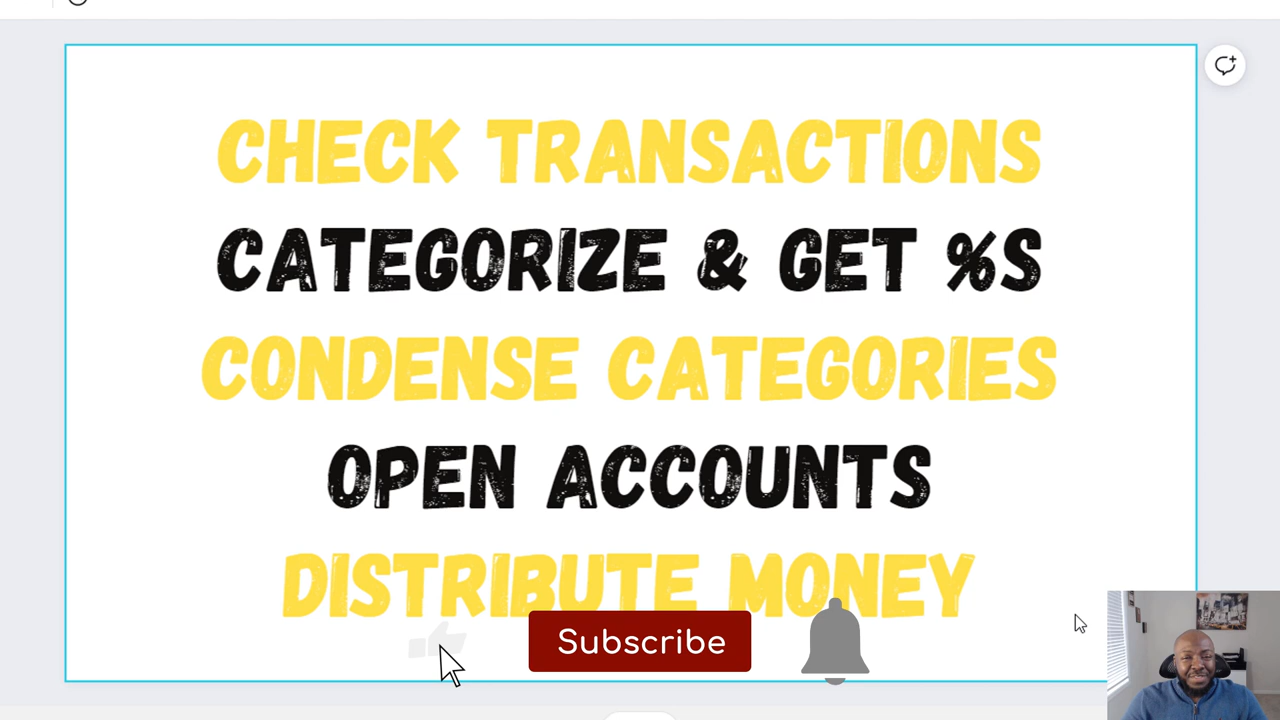 CHECK TRANSACTIONS
CATEGORIZE & GET %S
CONDENSE CATEGORIES
OPEN ACCOUNTS
DISTRIBUTE MONEY
Subscribe